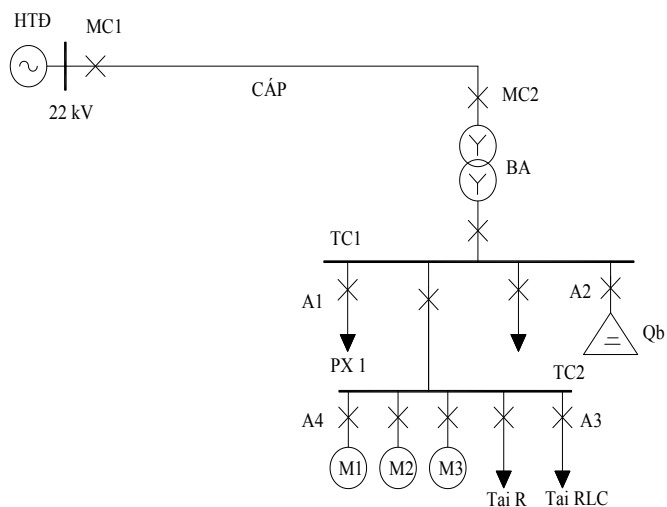 HTĐ
MC1
22 kV
CÁP
MC2
BA
TC1
A1
A2
Qb
PX 1
TC2
A4
A3
M1
M2
M3
Tai R
Tai RLC